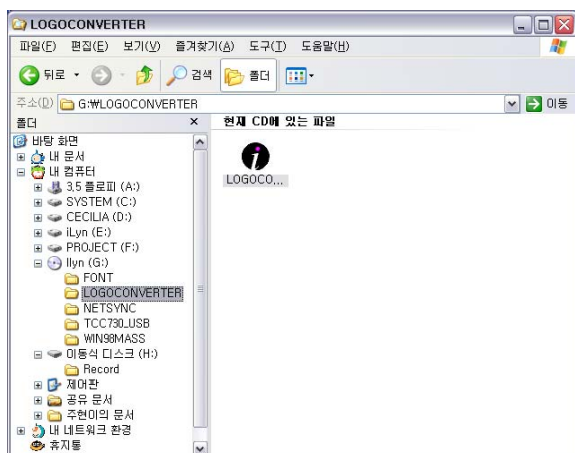 LOGOCONVERTER
파일(F) 편집(E) 보기(V) 즐겨찾기(A) 도구(T) 도움말(H)
뒤로 검색 폴더
주소(D) G:₩LOGOCONVERTER 이동
폴더 × 현재 CD에 있는 파일
바탕 화면
내 문서
내 컴퓨터
3,5 플로피 (A:)
SYSTEM (C:)
CECILIA (D:)
iLyn (E:)
PROJECT (F:)
Ilyn (G:)
FONT
LOGOCONVERTER
NETSYNC
TCC730_USB
WIN98MASS
이동식 디스크 (H:)
Record
제어판
공유 문서
주현이의 문서
내 네트워크 환경
휴지통
LOGOCO...